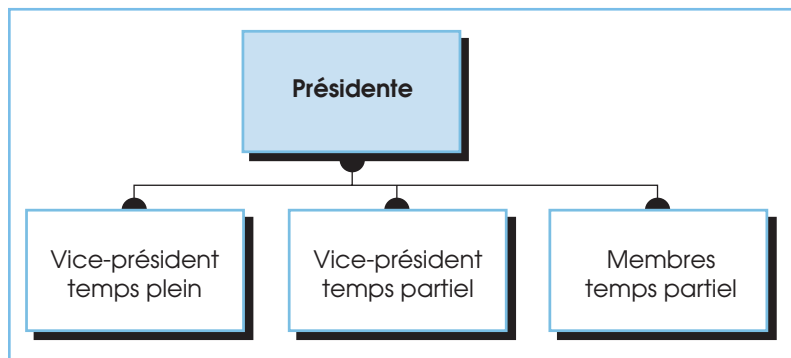 Présidente
Vice-président
temps plein
Vice-président
temps partiel
Membres
temps partiel